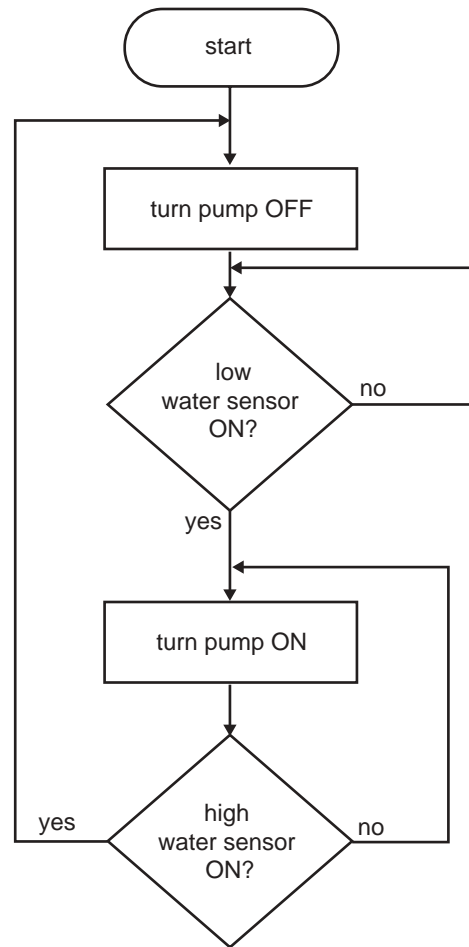 start
turn pump OFF
low
water sensor
ON?
no
yes
turn pump ON
high
water sensor
ON?
yes
no